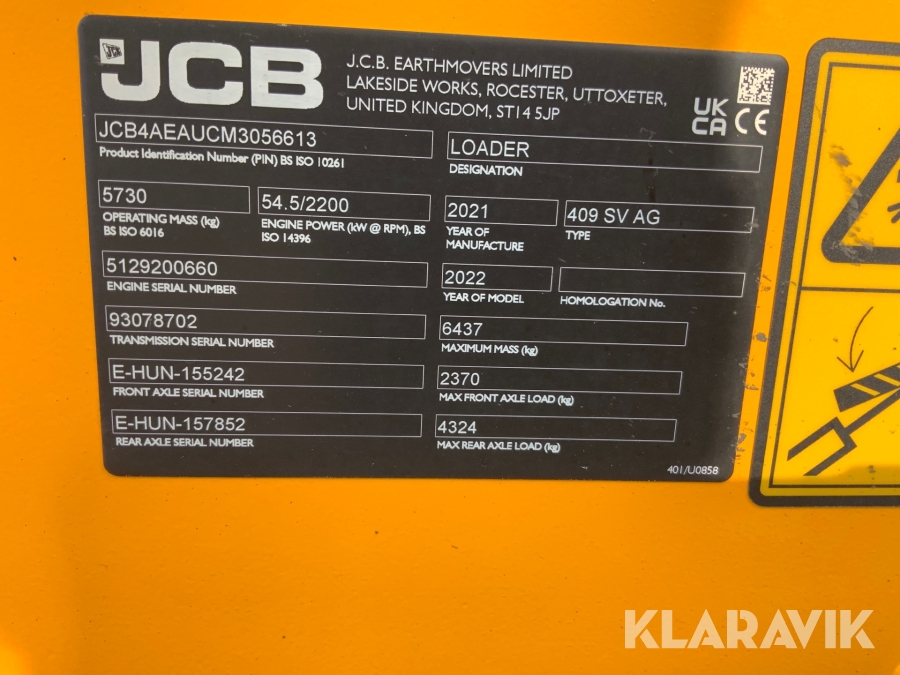 JCB
JCB
J.C.B. EARTHMOVERS LIMITED
LAKESIDE WORKS, ROCESTER, UTTOXETER,
UNITED KINGDOM, ST14 5JP
UK
CA CE
JCB4AEAUCM3056613
Product Identification Number (PIN) BS ISO 10261
LOADER
DESIGNATION
5730
OPERATING MASS (kg)
BS ISO 6016
54.5/2200
ENGINE POWER (kW @ RPM), BS
ISO 14396
2021
YEAR OF
MANUFACTURE
409 SV AG
TYPE
5129200660
ENGINE SERIAL NUMBER
2022
YEAR OF MODEL
HOMOLOGATION No.
93078702
TRANSMISSION SERIAL NUMBER
6437
MAXIMUM MASS (kg)
E-HUN-155242
FRONT AXLE SERIAL NUMBER
2370
MAX FRONT AXLE LOAD (kg)
E-HUN-157852
REAR AXLE SERIAL NUMBER
4324
MAX REAR AXLE LOAD (kg)
401/U0858
KLARAVIK